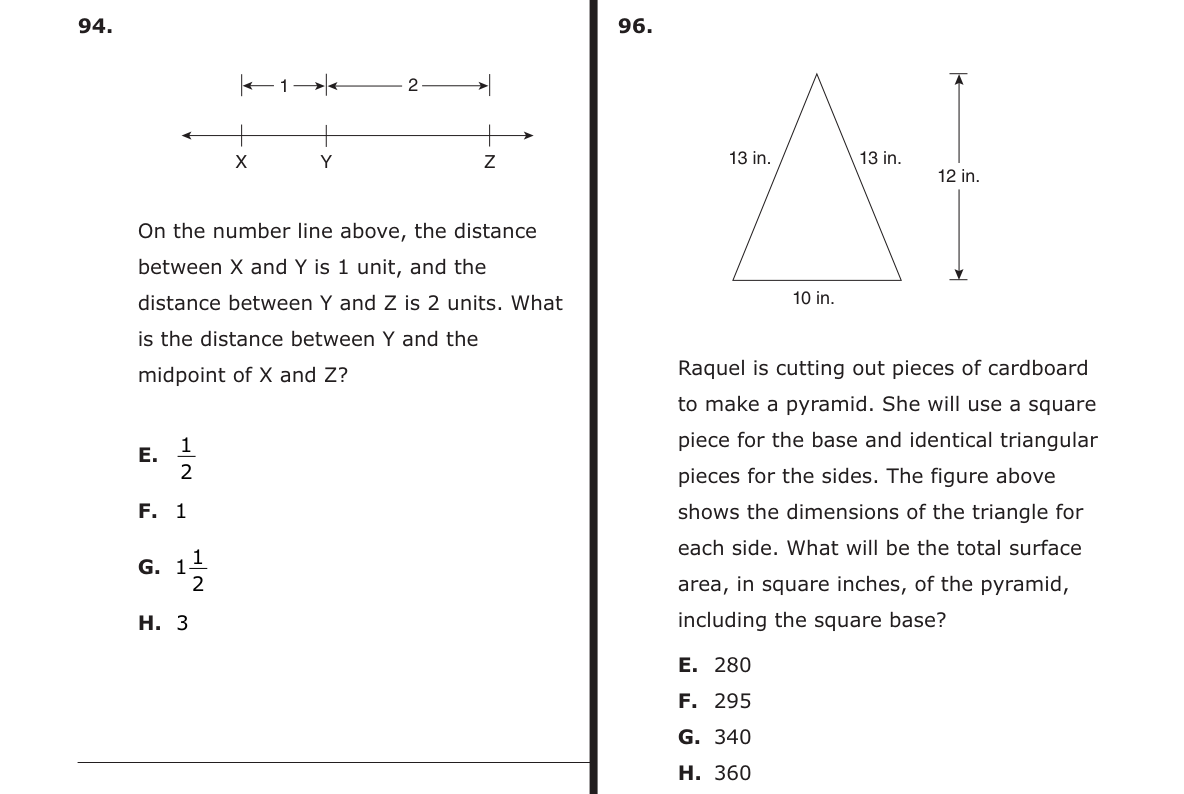 94.
1
2
X
Y
Z
On the number line above, the distance
between X and Y is 1 unit, and the
distance between Y and Z is 2 units. What
is the distance between Y and the
midpoint of X and Z?
E. 1/2
F. 1
G. 1 1/2
H. 3
96.
13 in.
13 in.
12 in.
10 in.
Raquel is cutting out pieces of cardboard
to make a pyramid. She will use a square
piece for the base and identical triangular
pieces for the sides. The figure above
shows the dimensions of the triangle for
each side. What will be the total surface
area, in square inches, of the pyramid,
including the square base?
E. 280
F. 295
G. 340
H. 360